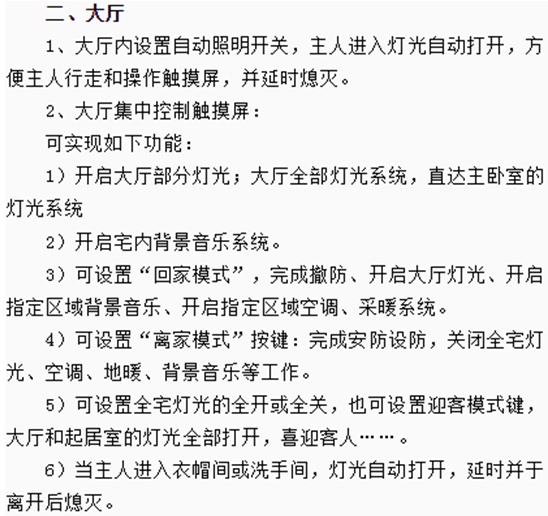 二、大厅
1、大厅内设置自动照明开关，主人进入灯光自动打开，方
便主人行走和操作触摸屏，并延时熄灭。
2、大厅集中控制触摸屏：
可实现如下功能：
1）开启大厅部分灯光；大厅全部灯光系统，直达主卧室的
灯光系统
2）开启宅内背景音乐系统。
3）可设置“回家模式”，完成撤防、开启大厅灯光、开启
指定区域背景音乐、开启指定区域空调、采暖系统。
4）可设置“离家模式”按键：完成安防设防，关闭全宅灯
光、空调、地暖、背景音乐等工作。
5）可设置全宅灯光的全开或全关，也可设置迎客模式键，
大厅和起居室的灯光全部打开，喜迎客人……。
6）当主人进入衣帽间或洗手间，灯光自动打开，延时并于
离开后熄灭。